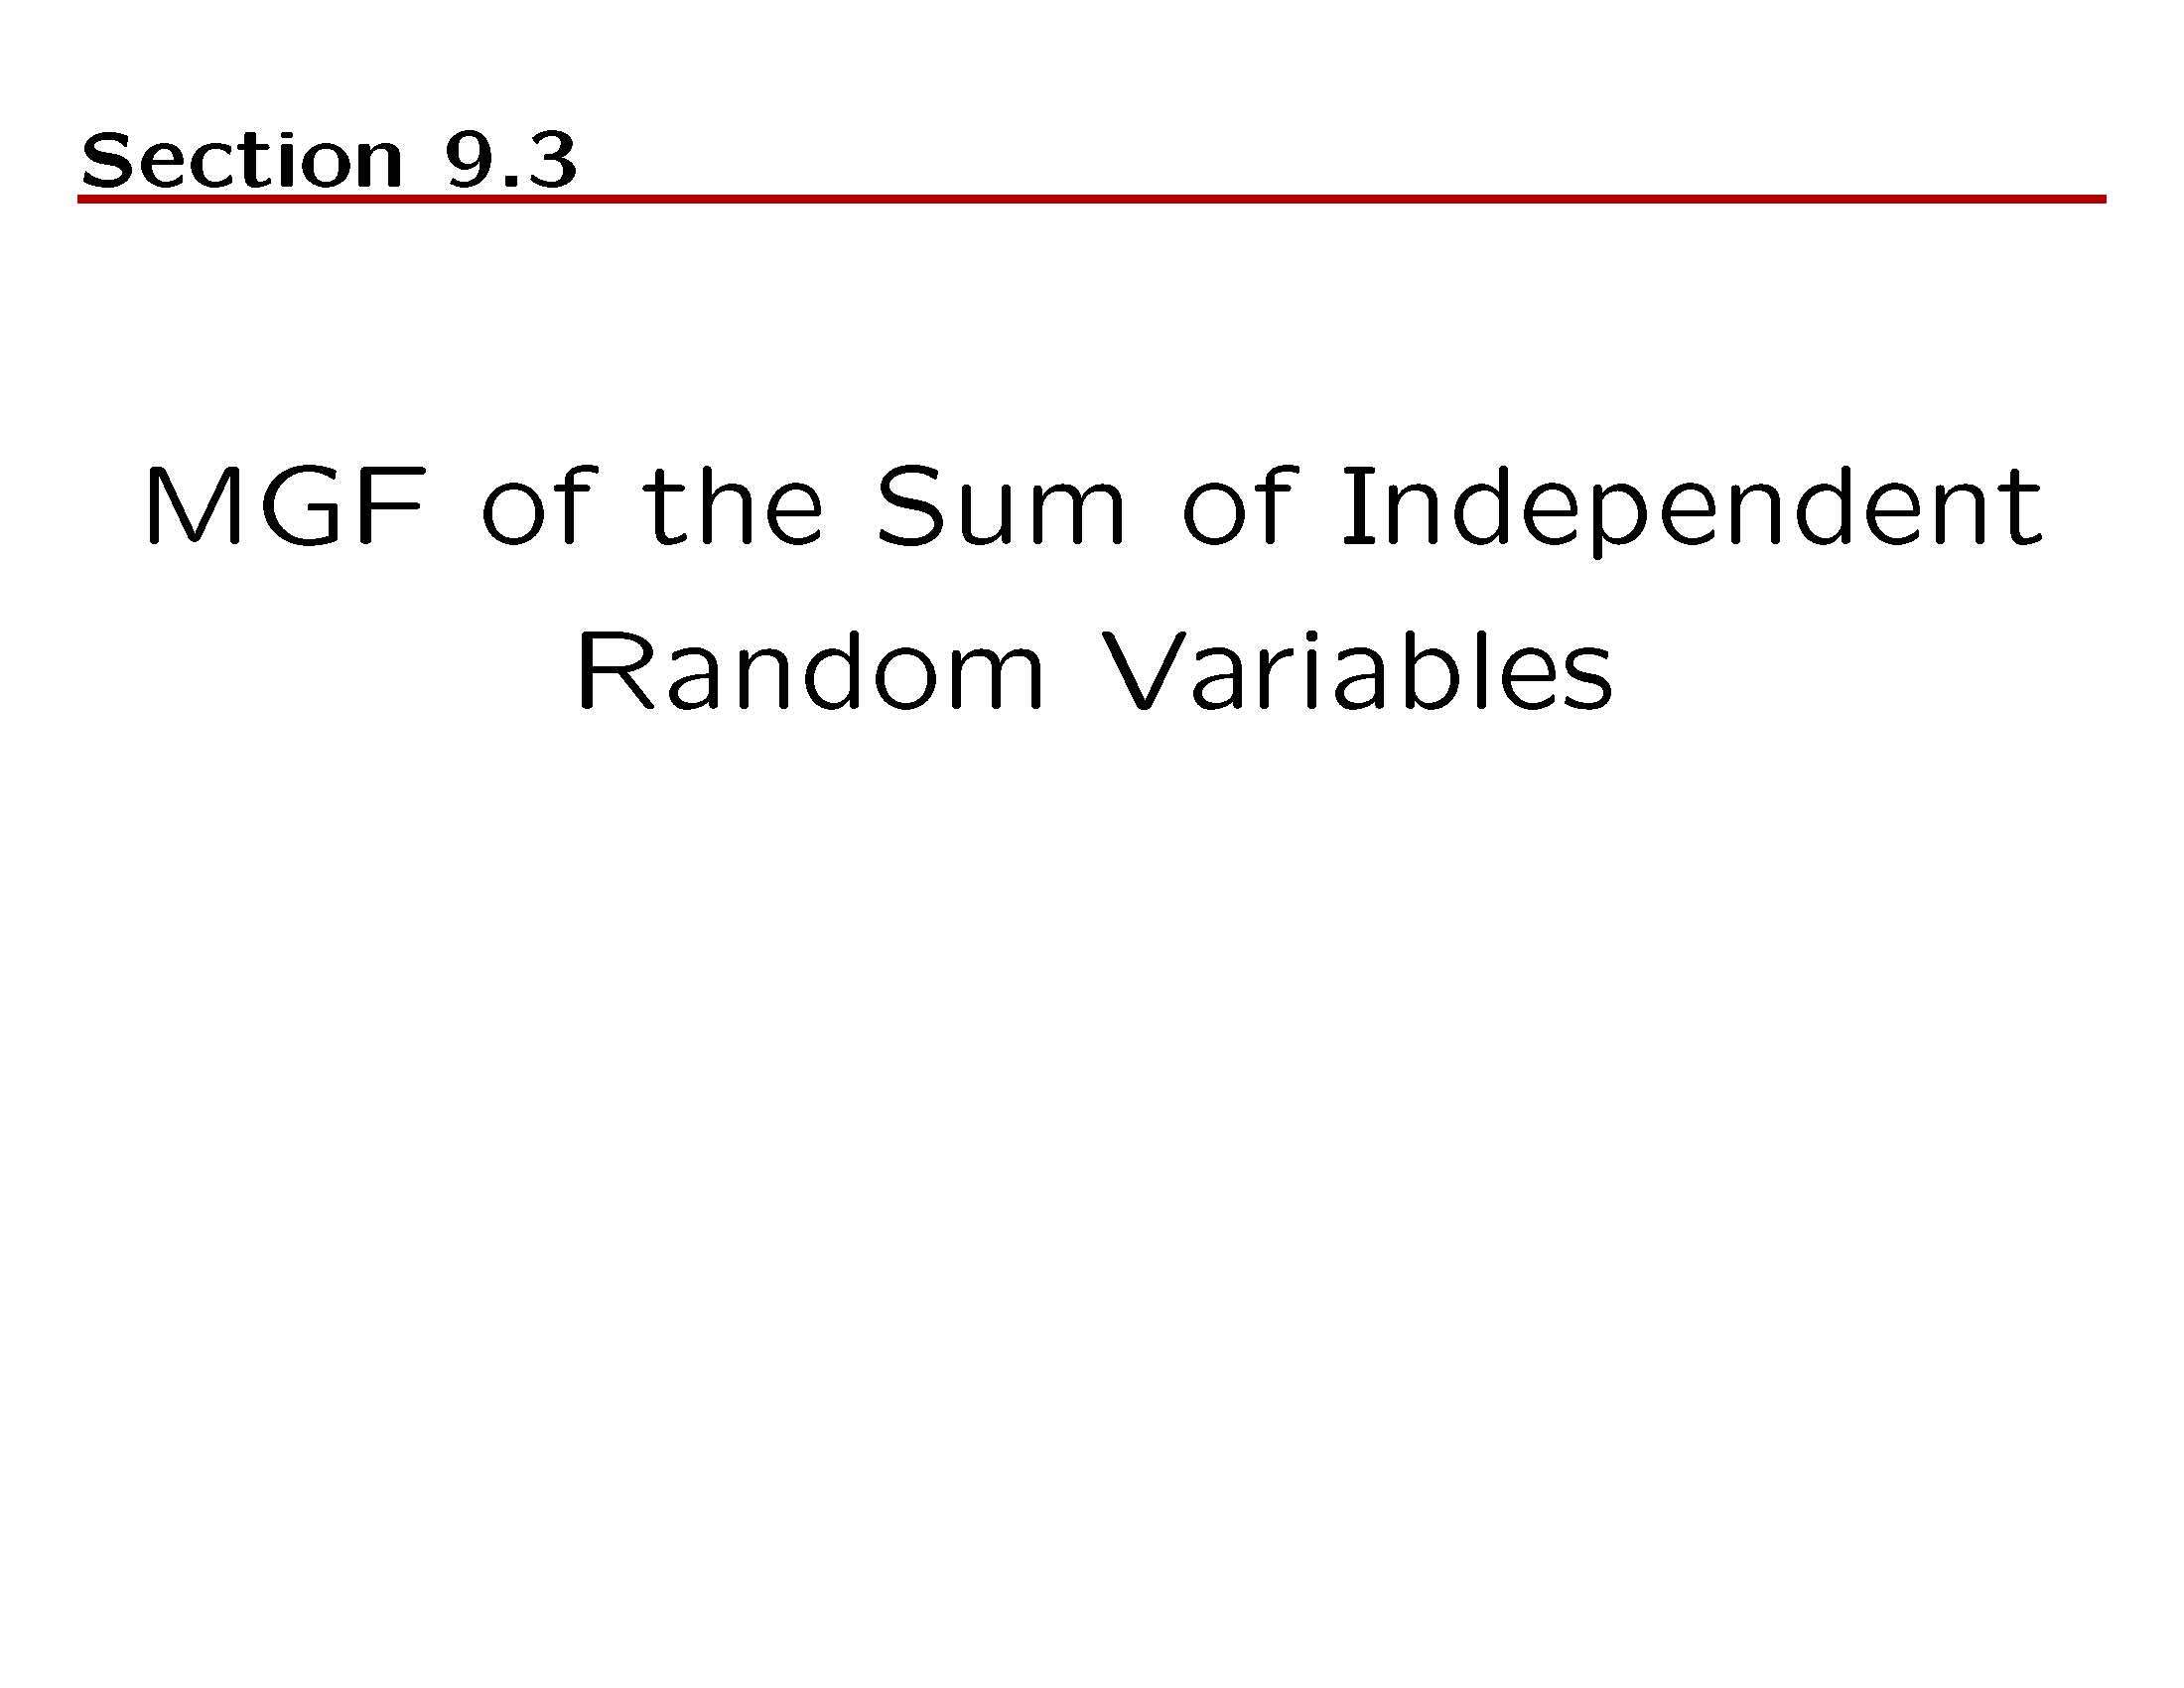 Section 9.3
MGF of the Sum of Independent
Random Variables